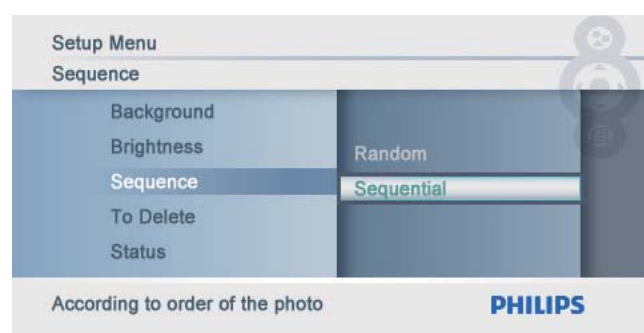 Setup Menu
Sequence
Background
Brightness
Sequence
To Delete
Status
Random
Sequential
According to order of the photo
PHILIPS